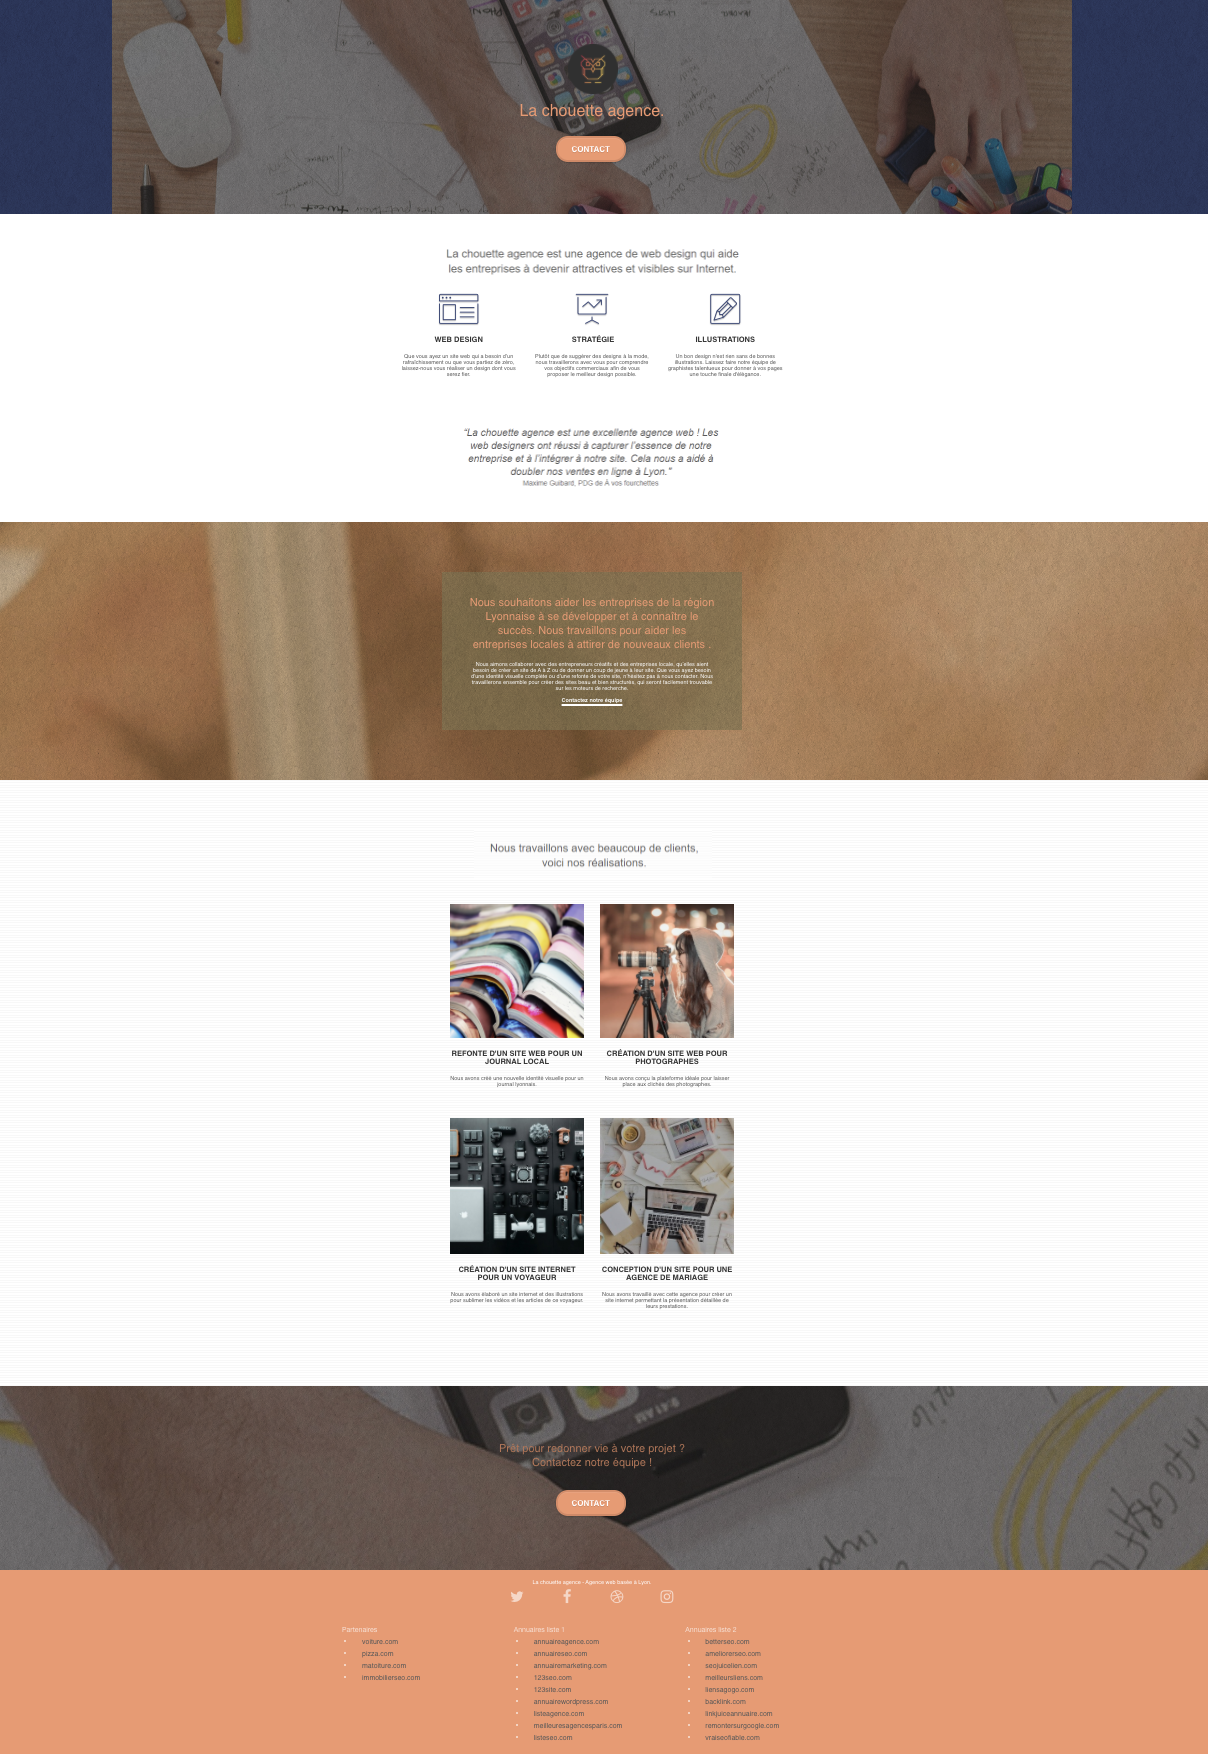 La chouette agence.
CONTACT
La chouette agence est une agence de web design qui aide
les entreprises à devenir attractives et visibles sur Internet.
WEB DESIGN
Que vous ayez un site web qui a besoin d'un
rafraîchissement ou que vous partiez de zéro,
laissez-nous vous réaliser un design dont vous
serez fier.
STRATÉGIE
Plutôt que de suggérer des designs à la mode,
nous travaillerons avec vous pour comprendre
vos objectifs commerciaux afin de vous
proposer le meilleur design possible.
ILLUSTRATIONS
Un bon design n'est rien sans de bonnes
illustrations. Laissez faire notre équipe de
graphistes talentueux pour donner à vos pages
une touche finale d'élégance.
"La chouette agence est une excellente agence web ! Les
web designers ont réussi à capturer l'essence de notre
entreprise et à l'intégrer à notre site. Cela nous a aidé à
doubler nos ventes en ligne à Lyon."
Maxime Guibard, PDG de À vos fourchettes
Nous souhaitons aider les entreprises de la région
Lyonnaise à se développer et à connaître le
succès. Nous travaillons pour aider les
entreprises locales à attirer de nouveaux clients .
Nous aimons collaborer avec des entrepreneurs créatifs et des entreprises locale, qu'elles aient
besoin de créer un site de A à Z ou de donner un coup de jeune à leur site. Que vous ayez besoin
d'une identité visuelle complète ou d'une refonte de votre site, n'hésitez pas à nous contacter. Nous
travaillerons ensemble pour créer des sites beau et bien structurés, qui seront facilement trouvable
sur les moteurs de recherche.
Contactez notre équipe
Nous travaillons avec beaucoup de clients,
voici nos réalisations.
REFONTE D'UN SITE WEB POUR UN
JOURNAL LOCAL
Nous avons créé une nouvelle identité visuelle pour un
journal lyonnais.
CRÉATION D'UN SITE WEB POUR
PHOTOGRAPHES
Nous avons conçu la plateforme idéale pour laisser
place aux clichés des photographes.
CRÉATION D'UN SITE INTERNET
POUR UN VOYAGEUR
Nous avons élaboré un site internet et des illustrations
pour sublimer les vidéos et les articles de ce voyageur.
CONCEPTION D'UN SITE POUR UNE
AGENCE DE MARIAGE
Nous avons travaillé avec cette agence pour créer un
site internet permettant la présentation détaillée de
leurs prestations.
9:41 AM
Prêt pour redonner vie à votre projet ?
Contactez notre équipe !
CONTACT
La chouette agence - Agence web basée à Lyon.
Partenaires
voiture.com
pizza.com
matoiture.com
immobilierseo.com
Annuaires liste 1
annuaireagence.com
annuaireseo.com
annuairemarketing.com
123seo.com
123site.com
annuairewordpress.com
listeagence.com
meilleuresagencesparis.com
listeseo.com
Annuaires liste 2
betterseo.com
ameliorerseo.com
seojuicelien.com
meilleursliens.com
liensagogo.com
backlink.com
linkjuiceannuaire.com
remontersurgoogle.com
vraiseofiable.com